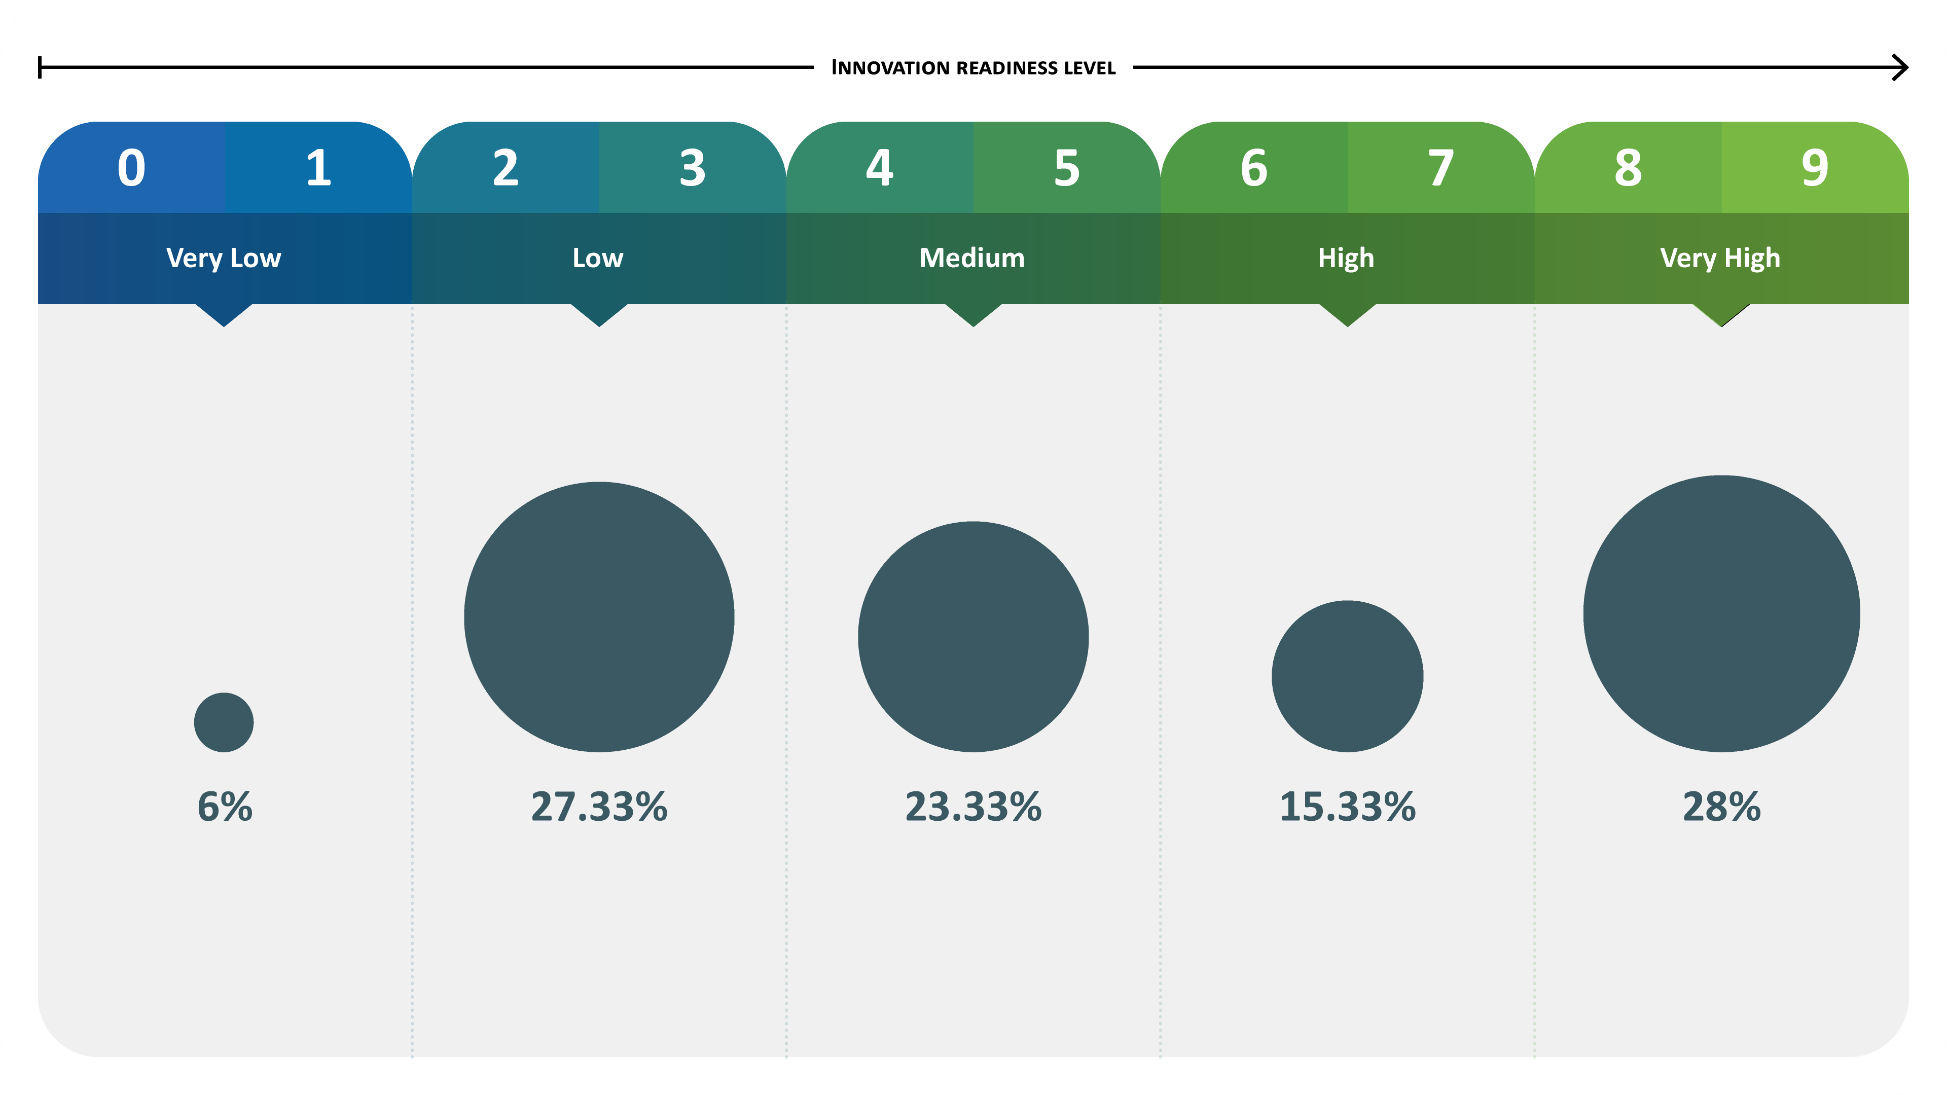 INNOVATION READINESS LEVEL
0 1 2 3 4 5 6 7 8 9
Very Low Low Medium High Very High
6% 27.33% 23.33% 15.33% 28%